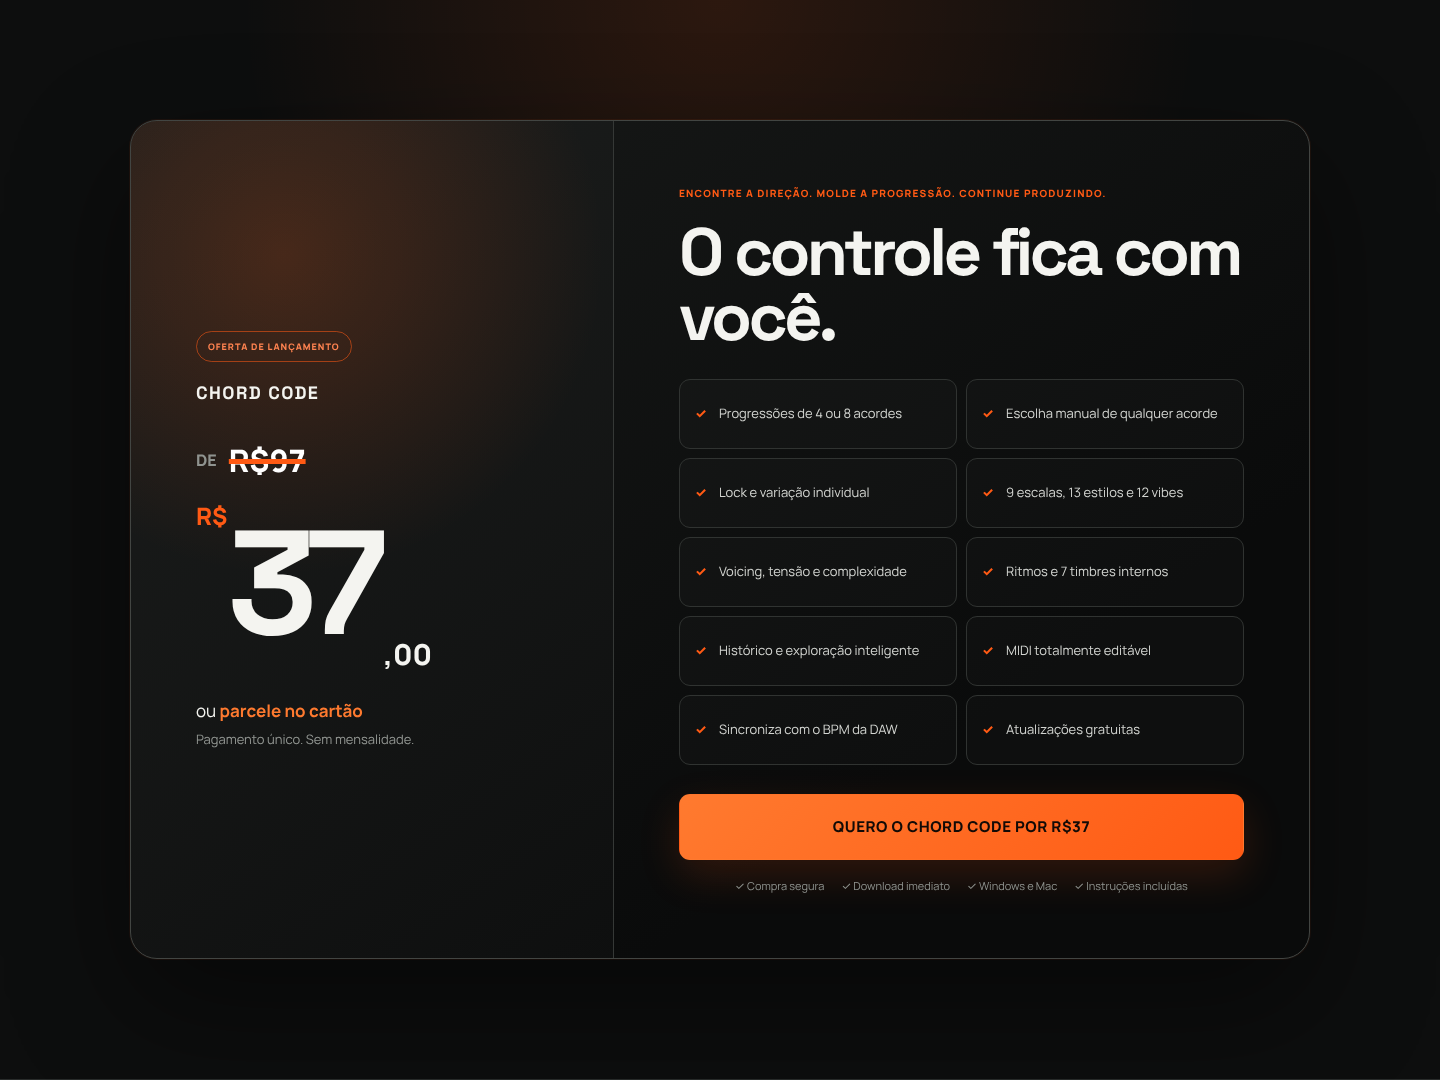 OFERTA DE LANÇAMENTO
CHORD CODE
DE R$97
R$37,00
ou parcele no cartão
Pagamento único. Sem mensalidade.
ENCONTRE A DIREÇÃO. MOLDE A PROGRESSÃO. CONTINUE PRODUZINDO.
O controle fica com
você.
✓ Progressões de 4 ou 8 acordes
✓ Escolha manual de qualquer acorde
✓ Lock e variação individual
✓ 9 escalas, 13 estilos e 12 vibes
✓ Voicing, tensão e complexidade
✓ Ritmos e 7 timbres internos
✓ Histórico e exploração inteligente
✓ MIDI totalmente editável
✓ Sincroniza com o BPM da DAW
✓ Atualizações gratuitas
QUERO O CHORD CODE POR R$37
✓ Compra segura ✓ Download imediato ✓ Windows e Mac ✓ Instruções incluídas